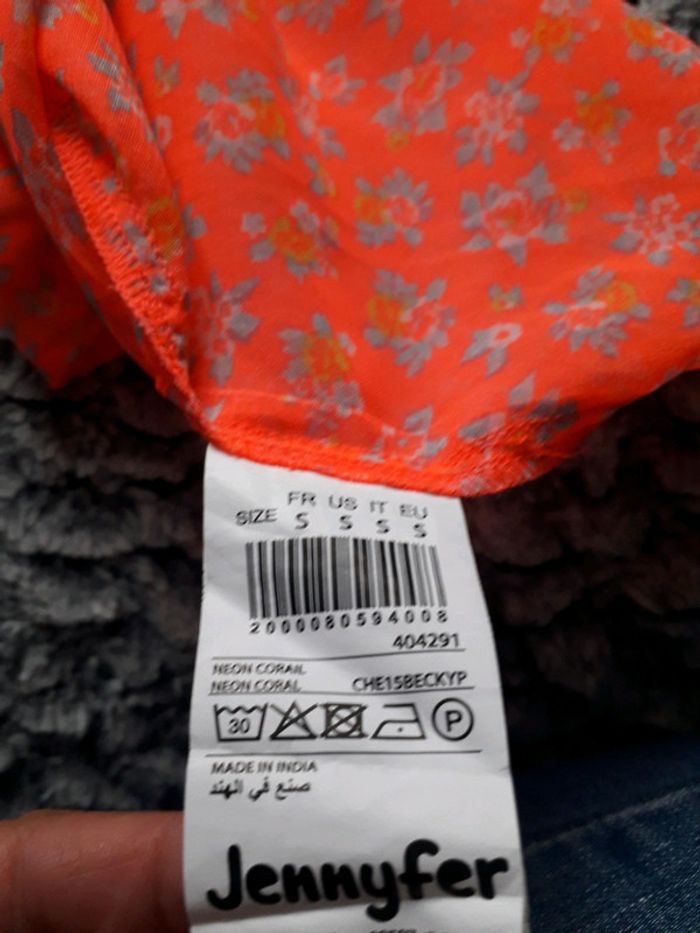 FR US IT EU
SIZE S S S S
2000080594008
404291
NEON CORAIL
NEON CORAL CHE15BECKYP
30 P
MADE IN INDIA
صنع في الهند
Jennyfer